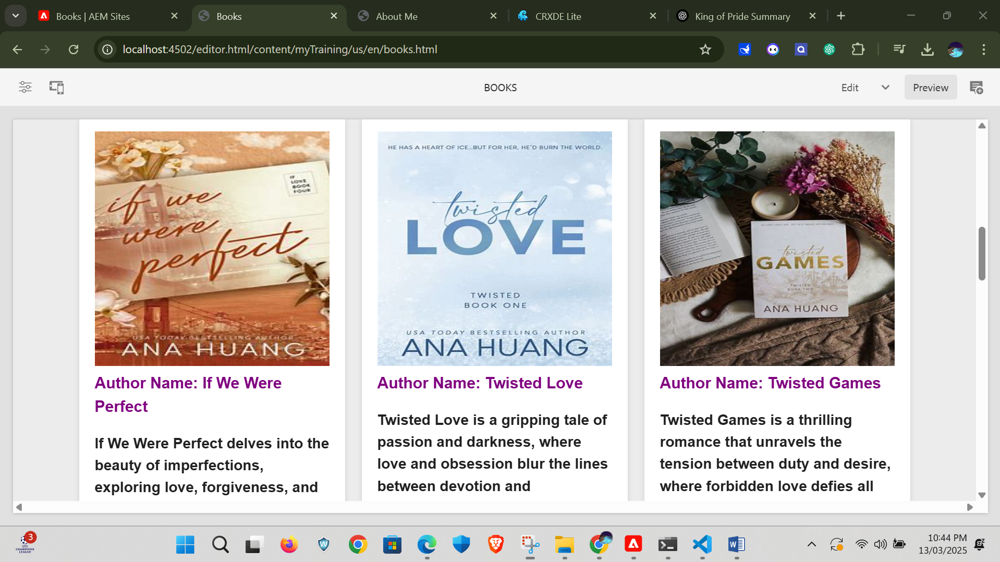 Books | AEM Sites
Books
About Me
CRXDE Lite
King of Pride Summary
localhost:4502/editor.html/content/myTraining/us/en/books.html
BOOKS
Edit
Preview
IF
LOVE
BOOK
FOUR
if we
were
perfect
USA TODAY BESTSELLING AUTHOR
ANA HUANG
Author Name: If We Were
Perfect
If We Were Perfect delves into the
beauty of imperfections,
exploring love, forgiveness, and
HE HAS A HEART OF ICE...BUT FOR HER, HE'D BURN THE WORLD.
twisted
LOVE
TWISTED
BOOK ONE
USA TODAY BESTSELLING AUTHOR
ANA HUANG
Author Name: Twisted Love
Twisted Love is a gripping tale of
passion and darkness, where
love and obsession blur the lines
between devotion and
twisted
GAMES
TWISTED
BOOK TWO
ANA HUANG
Author Name: Twisted Games
Twisted Games is a thrilling
romance that unravels the
tension between duty and desire,
where forbidden love defies all
3
CHAMPIONS
LEAGUE
10:44 PM
13/03/2025